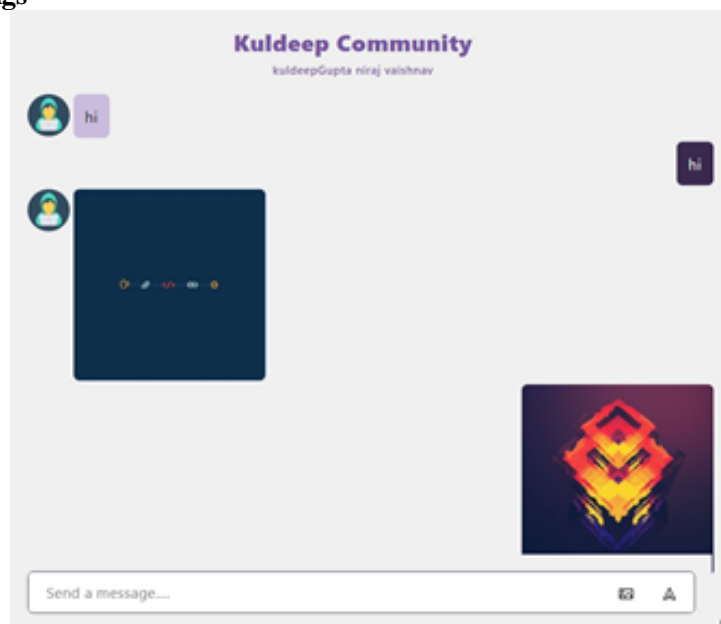 Kuldeep Community
kuldeepGupta niraj vaishnav
hi
hi
Send a message....